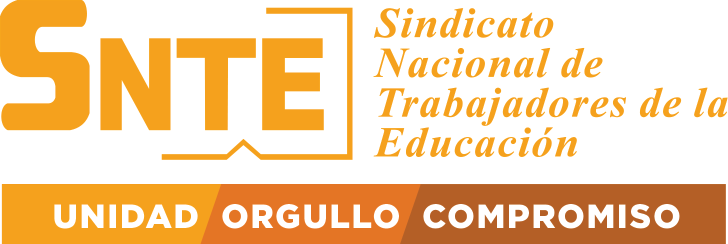 SNTE
Sindicato
Nacional de
Trabajadores de la
Educación
UNIDAD ORGULLO COMPROMISO